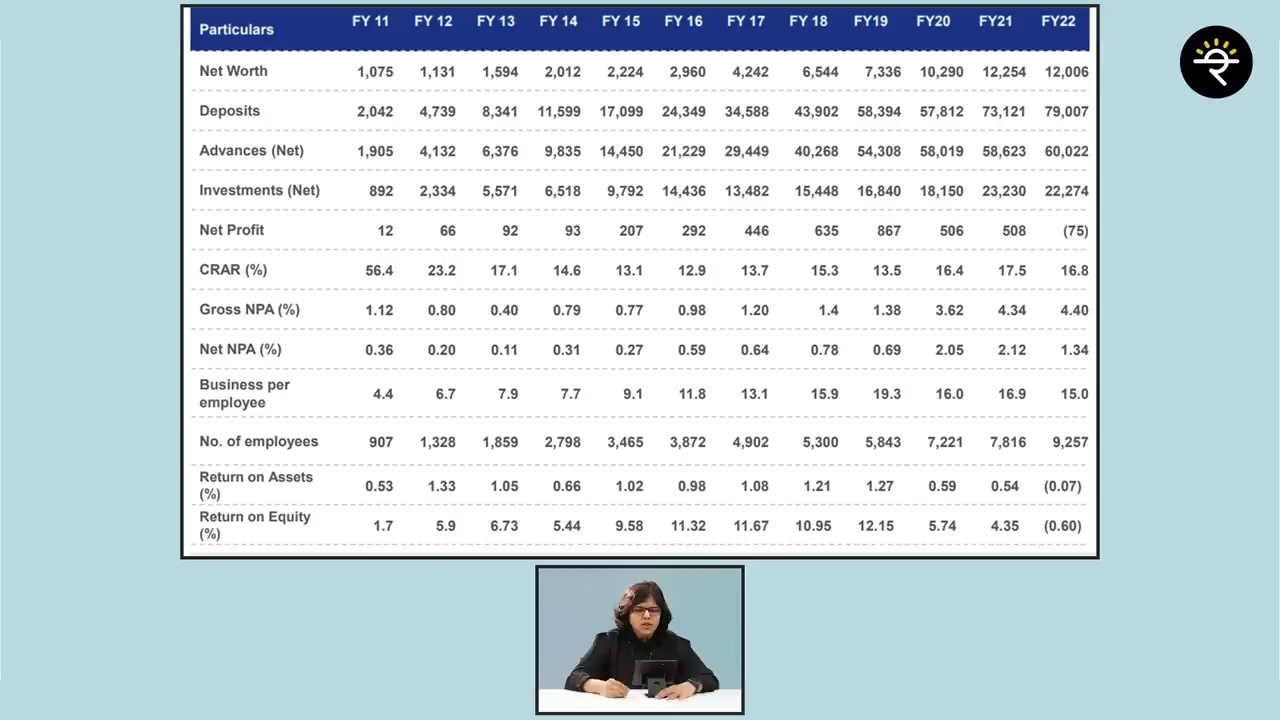 Particulars FY 11 FY 12 FY 13 FY 14 FY 15 FY 16 FY 17 FY 18 FY19 FY20 FY21 FY22
Net Worth 1,075 1,131 1,594 2,012 2,224 2,960 4,242 6,544 7,336 10,290 12,254 12,006
Deposits 2,042 4,739 8,341 11,599 17,099 24,349 34,588 43,902 58,394 57,812 73,121 79,007
Advances (Net) 1,905 4,132 6,376 9,835 14,450 21,229 29,449 40,268 54,308 58,019 58,623 60,022
Investments (Net) 892 2,334 5,571 6,518 9,792 14,436 13,482 15,448 16,840 18,150 23,230 22,274
Net Profit 12 66 92 93 207 292 446 635 867 506 508 (75)
CRAR (%) 56.4 23.2 17.1 14.6 13.1 12.9 13.7 15.3 13.5 16.4 17.5 16.8
Gross NPA (%) 1.12 0.80 0.40 0.79 0.77 0.98 1.20 1.4 1.38 3.62 4.34 4.40
Net NPA (%) 0.36 0.20 0.11 0.31 0.27 0.59 0.64 0.78 0.69 2.05 2.12 1.34
Business per
employee 4.4 6.7 7.9 7.7 9.1 11.8 13.1 15.9 19.3 16.0 16.9 15.0
No. of employees 907 1,328 1,859 2,798 3,465 3,872 4,902 5,300 5,843 7,221 7,816 9,257
Return on Assets
(%) 0.53 1.33 1.05 0.66 1.02 0.98 1.08 1.21 1.27 0.59 0.54 (0.07)
Return on Equity
(%) 1.7 5.9 6.73 5.44 9.58 11.32 11.67 10.95 12.15 5.74 4.35 (0.60)